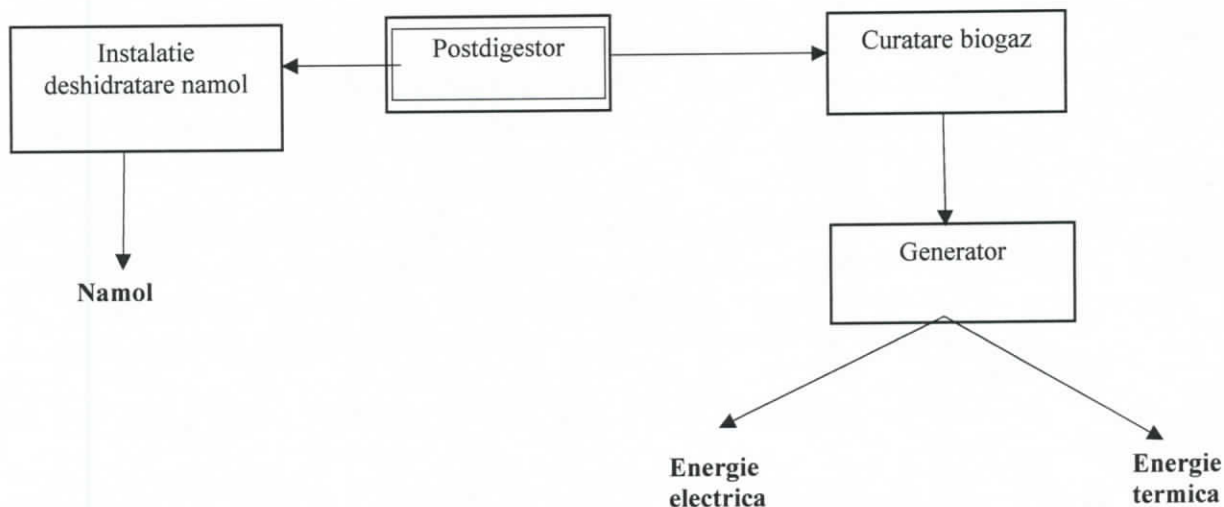 Instalatie
deshidratare namol
Postdigestor
Curatare biogaz
Namol
Generator
Energie
electrica
Energie
termica